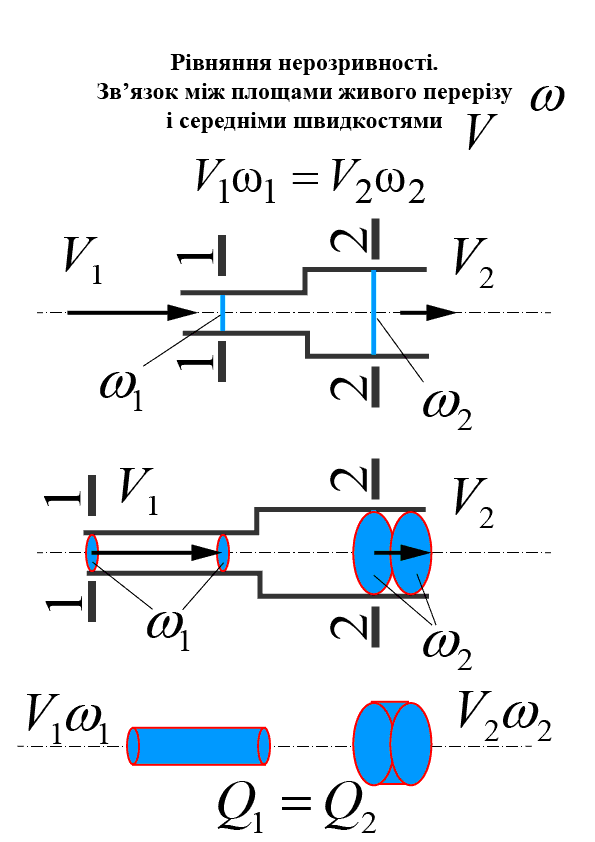 Рівняння нерозривності.
Зв’язок між площами живого перерізу ω
і середніми швидкостями V
V₁ω₁ = V₂ω₂
1 2
V₁ V₂
1 2
ω₁ ω₂
1 V₁ 2 V₂
1 2
ω₁ ω₂
V₁ω₁ V₂ω₂
Q₁ = Q₂